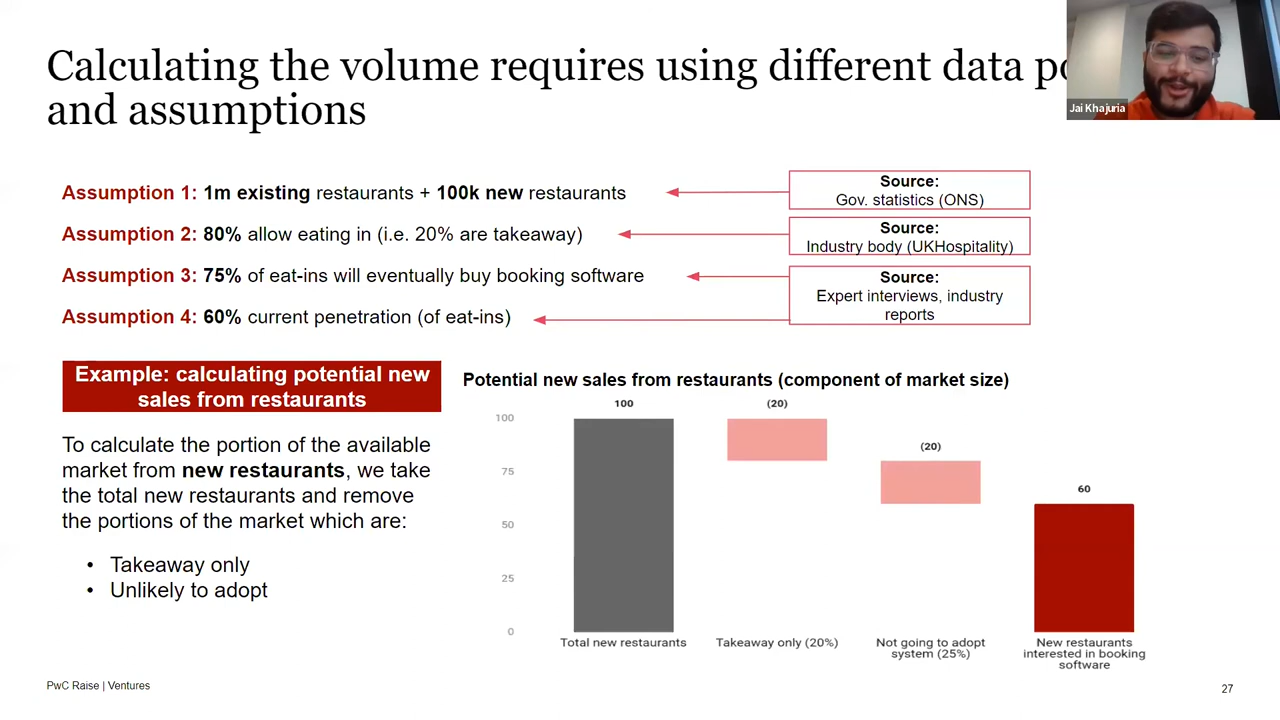 Calculating the volume requires using different data
and assumptions
Jai Khajuria
Assumption 1: 1m existing restaurants + 100k new restaurants
Source:
Gov. statistics (ONS)
Assumption 2: 80% allow eating in (i.e. 20% are takeaway)
Source:
Industry body (UKHospitality)
Assumption 3: 75% of eat-ins will eventually buy booking software
Source:
Expert interviews, industry
reports
Assumption 4: 60% current penetration (of eat-ins)
Example: calculating potential new
sales from restaurants
To calculate the portion of the available
market from new restaurants, we take
the total new restaurants and remove
the portions of the market which are:
• Takeaway only
• Unlikely to adopt
Potential new sales from restaurants (component of market size)
100
(20)
(20)
60
100
75
50
25
0
Total new restaurants
Takeaway only (20%)
Not going to adopt
system (25%)
New restaurants
interested in booking
software
PwC Raise | Ventures
27